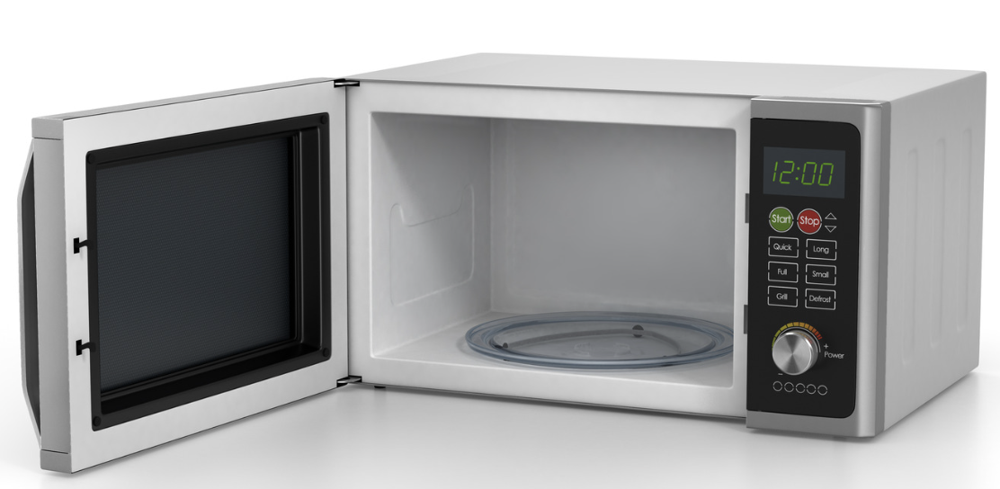 12:00
Start Stop
Quick Long
Full Small
Grill Defrost
+
Power
-